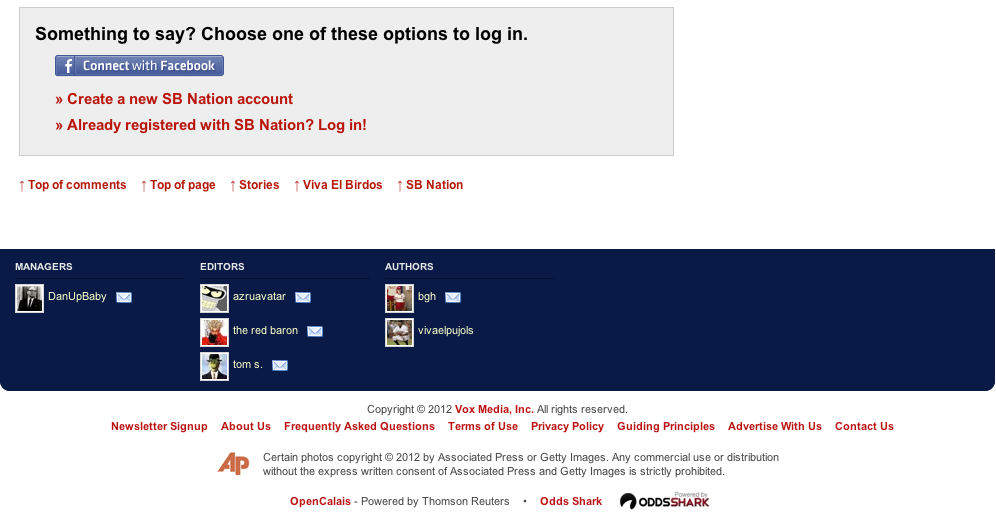 Something to say? Choose one of these options to log in.
f Connect with Facebook
» Create a new SB Nation account
» Already registered with SB Nation? Log in!
↑ Top of comments ↑ Top of page ↑ Stories ↑ Viva El Birdos ↑ SB Nation
MANAGERS EDITORS AUTHORS
DanUpBaby azruavatar bgh
the red baron vivaelpujols
tom s.
Copyright © 2012 Vox Media, Inc. All rights reserved.
Newsletter Signup About Us Frequently Asked Questions Terms of Use Privacy Policy Guiding Principles Advertise With Us Contact Us
AP Certain photos copyright © 2012 by Associated Press or Getty Images. Any commercial use or distribution
without the express written consent of Associated Press and Getty Images is strictly prohibited.
OpenCalais - Powered by Thomson Reuters • Odds Shark Powered by ODDSSHARK